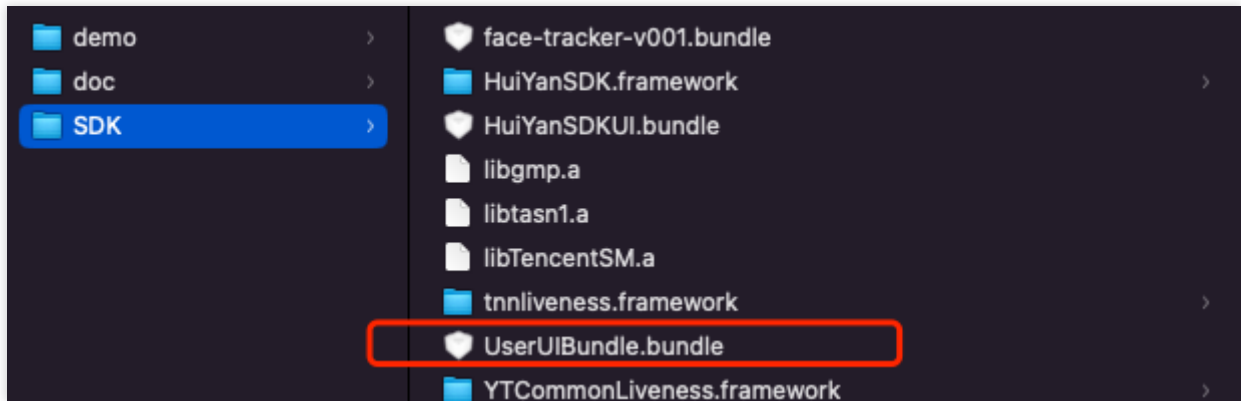 demo
doc
SDK
face-tracker-v001.bundle
HuiYanSDK.framework
HuiYanSDKUI.bundle
libgmp.a
libtasn1.a
libTencentSM.a
tnnliveness.framework
UserUIBundle.bundle
YTCommonLiveness.framework